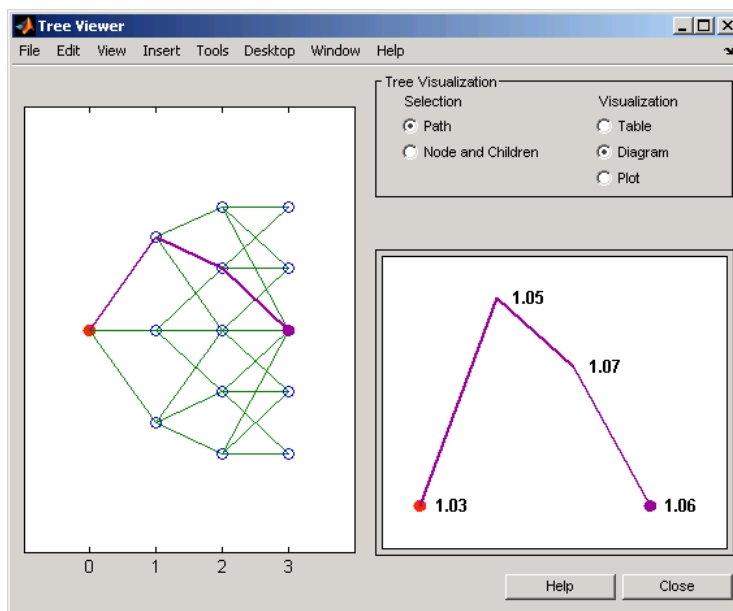 Tree Viewer
File Edit View Insert Tools Desktop Window Help
Tree Visualization
Selection
Path
Node and Children
Visualization
Table
Diagram
Plot
0 1 2 3
1.05
1.07
1.03
1.06
Help Close